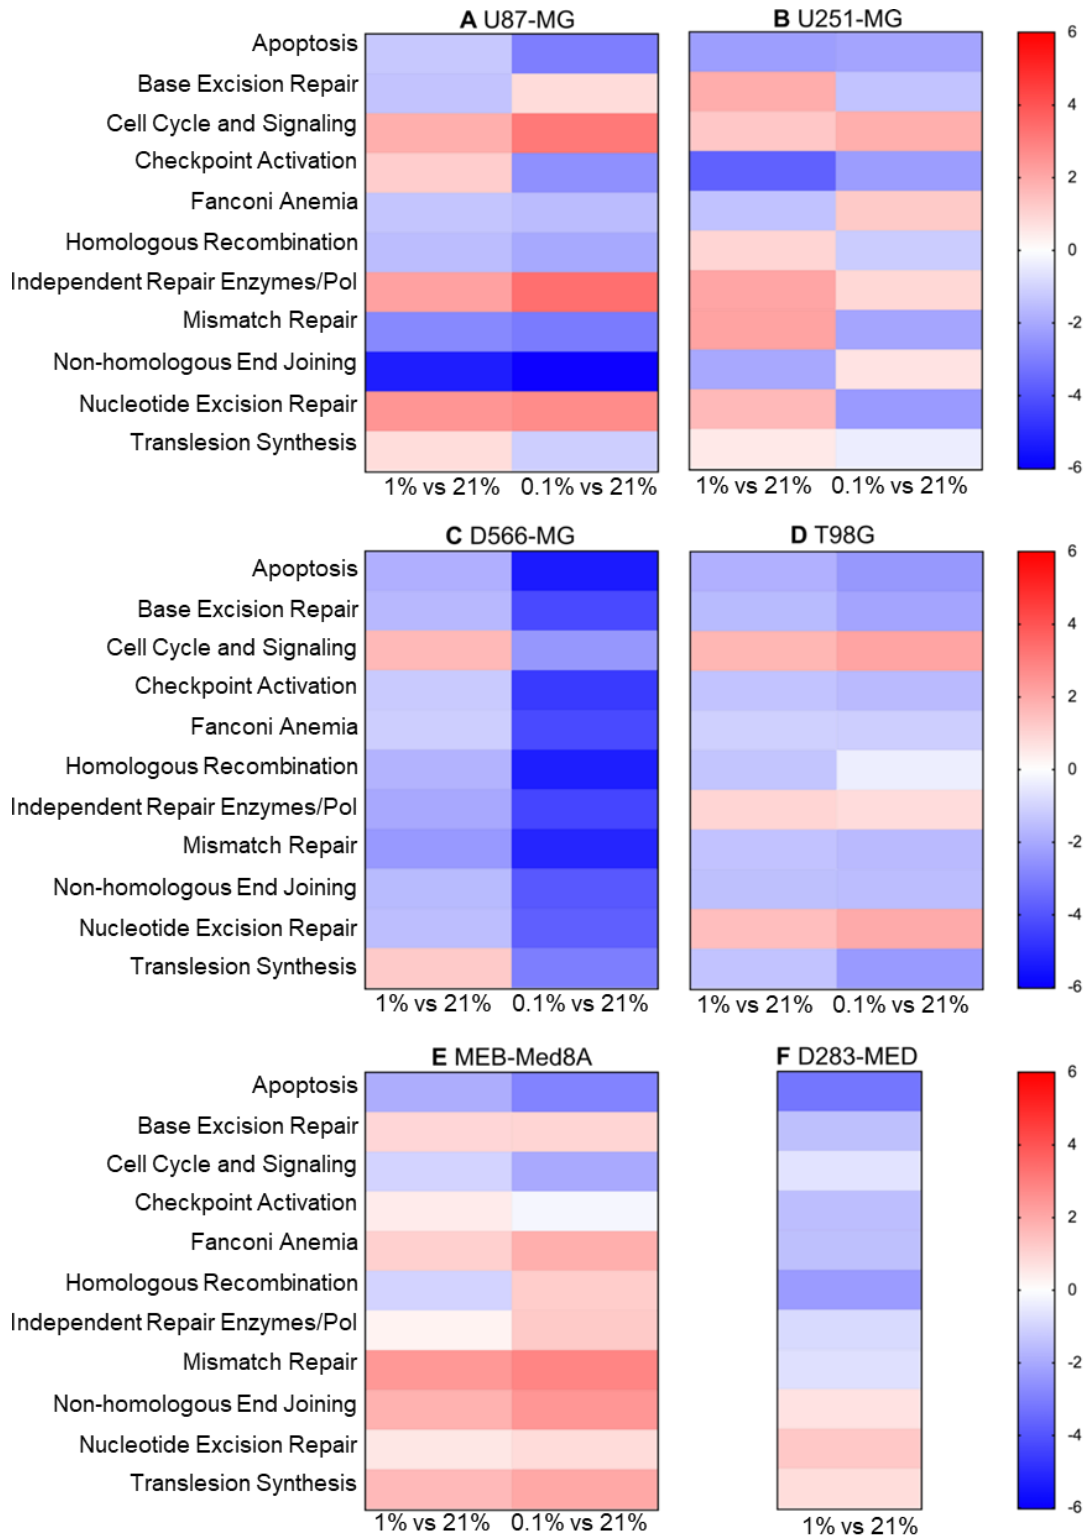 A U87-MG
B U251-MG
Apoptosis
Base Excision Repair
Cell Cycle and Signaling
Checkpoint Activation
Fanconi Anemia
Homologous Recombination
Independent Repair Enzymes/Pol
Mismatch Repair
Non-homologous End Joining
Nucleotide Excision Repair
Translesion Synthesis
1% vs 21%
0.1% vs 21%
1% vs 21%
0.1% vs 21%
6
4
2
0
-2
-4
-6
C D566-MG
D T98G
Apoptosis
Base Excision Repair
Cell Cycle and Signaling
Checkpoint Activation
Fanconi Anemia
Homologous Recombination
Independent Repair Enzymes/Pol
Mismatch Repair
Non-homologous End Joining
Nucleotide Excision Repair
Translesion Synthesis
1% vs 21%
0.1% vs 21%
1% vs 21%
0.1% vs 21%
6
4
2
0
-2
-4
-6
E MEB-Med8A
F D283-MED
Apoptosis
Base Excision Repair
Cell Cycle and Signaling
Checkpoint Activation
Fanconi Anemia
Homologous Recombination
Independent Repair Enzymes/Pol
Mismatch Repair
Non-homologous End Joining
Nucleotide Excision Repair
Translesion Synthesis
1% vs 21%
0.1% vs 21%
1% vs 21%
6
4
2
0
-2
-4
-6